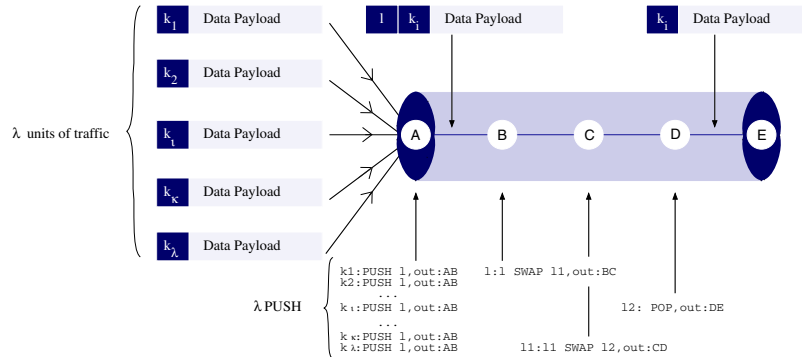 k1 Data Payload
l ki Data Payload
ki Data Payload
k2 Data Payload
λ units of traffic
kι Data Payload
A B C D E
kκ Data Payload
kλ Data Payload
λ PUSH
k1:PUSH l,out:AB
k2:PUSH l,out:AB
...
kι:PUSH l,out:AB
...
kκ:PUSH l,out:AB
kλ:PUSH l,out:AB
l:l SWAP l1,out:BC
l1:l1 SWAP l2,out:CD
l2: POP,out:DE